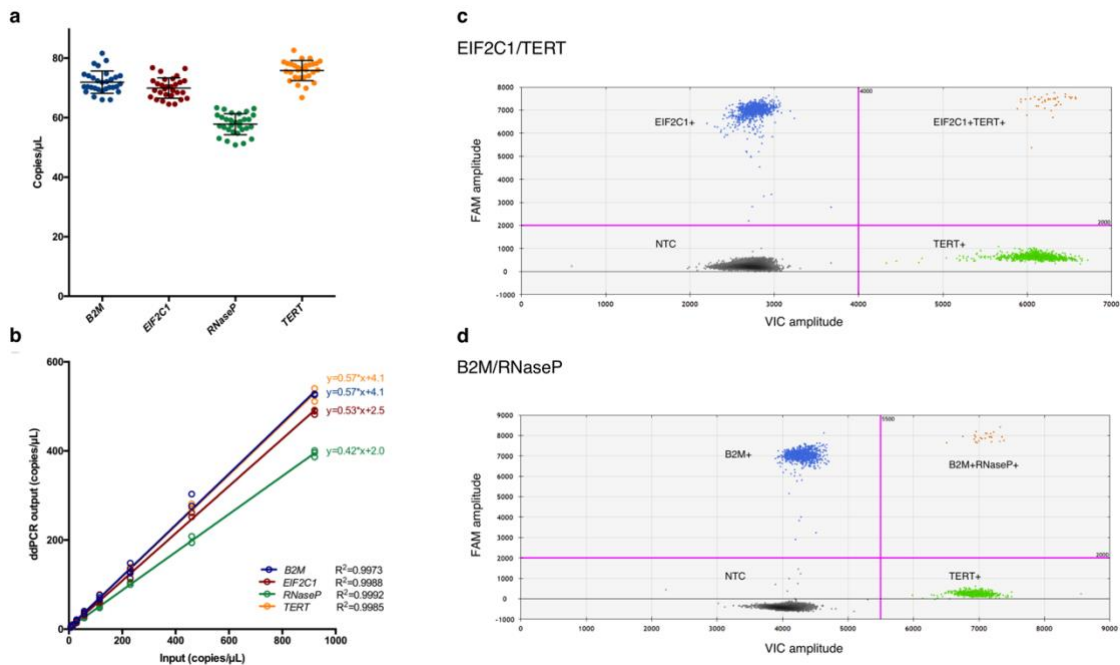 a
80
60
40
20
0
Copies/µL
B2M
EIF2C1
RNaseP
TERT
b
600
400
200
0
ddPCR output (copies/µL)
y=0.57*x+4.1
y=0.57*x+4.1
y=0.53*x+2.5
y=0.42*x+2.0
B2M R²=0.9973
EIF2C1 R²=0.9988
RNaseP R²=0.9992
TERT R²=0.9985
0 200 400 600 800 1000
Input (copies/µL)
c
EIF2C1/TERT
8000
7000
6000
5000
4000
3000
2000
1000
0
-1000
FAM amplitude
4000
2000
EIF2C1+
EIF2C1+TERT+
NTC
TERT+
0 1000 2000 3000 4000 5000 6000 7000
VIC amplitude
d
B2M/RNaseP
9000
8000
7000
6000
5000
4000
3000
2000
1000
0
-1000
FAM amplitude
5500
2000
B2M+
B2M+RNaseP+
NTC
TERT+
0 1000 2000 3000 4000 5000 6000 7000 8000 9000
VIC amplitude